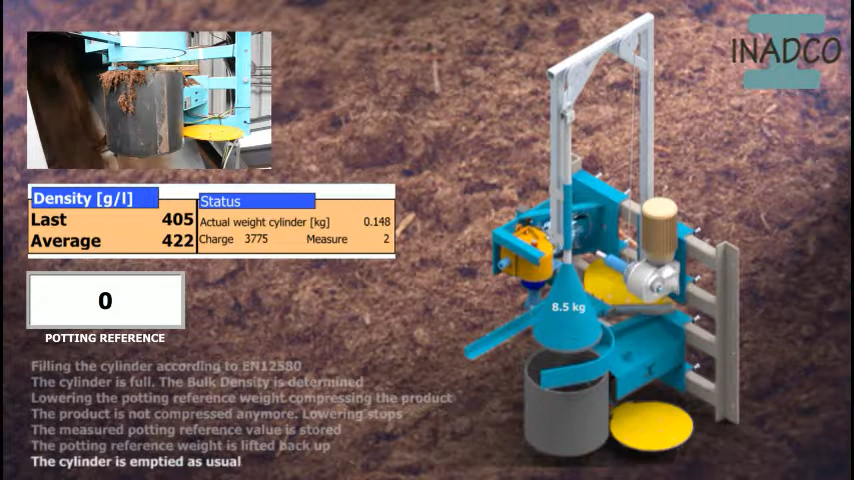 INADCO
Density [g/l]
Status
Last 405
Actual weight cylinder [kg] 0.148
Average 422
Charge 3775 Measure 2
0
POTTING REFERENCE
8.5 kg
Filling the cylinder according to EN12580
The cylinder is full. The Bulk Density is determined
Lowering the potting reference weight compressing the product
The product is not compressed anymore. Lowering stops
The measured potting reference value is stored
The potting reference weight is lifted back up
The cylinder is emptied as usual